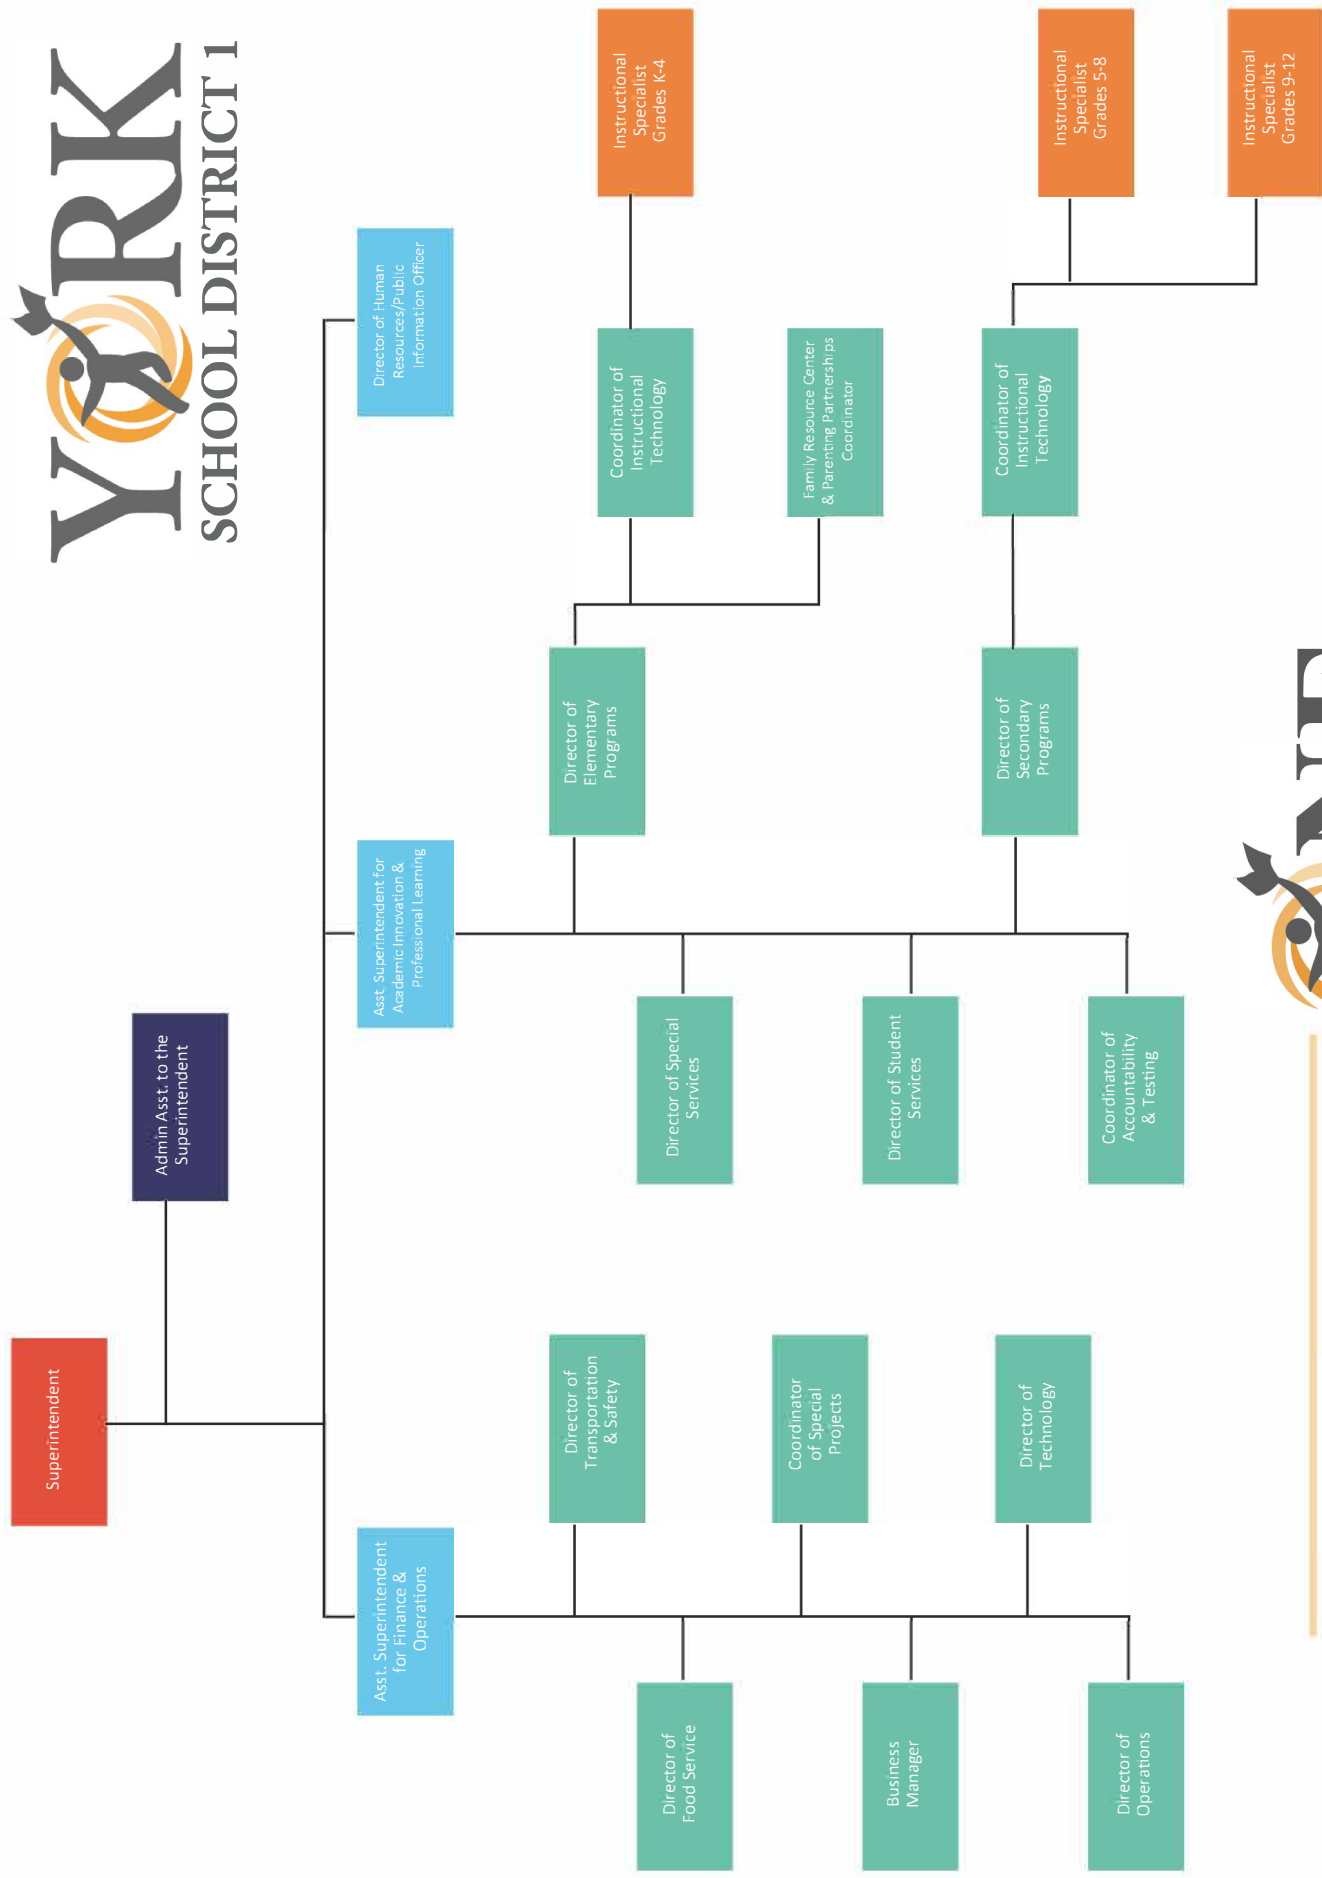 YORK
SCHOOL DISTRICT 1
Superintendent
Admin Asst. to the
Superintendent
Asst. Superintendent
for Finance &
Operations
Asst. Superintendent for
Academic Innovation &
Professional Learning
Director of Human
Resources/Public
Information Officer
Director of
Transportation
& Safety
Director of
Food Service
Coordinator
of Special
Projects
Business
Manager
Director of
Technology
Director of
Operations
Director of
Elementary
Programs
Director of Special
Services
Director of Student
Services
Director of
Secondary
Programs
Coordinator of
Accountability
& Testing
Coordinator of
Instructional
Technology
Family Resource Center
& Parenting Partnerships
Coordinator
Coordinator of
Instructional
Technology
Instructional
Specialist
Grades K-4
Instructional
Specialist
Grades 5-8
Instructional
Specialist
Grades 9-12